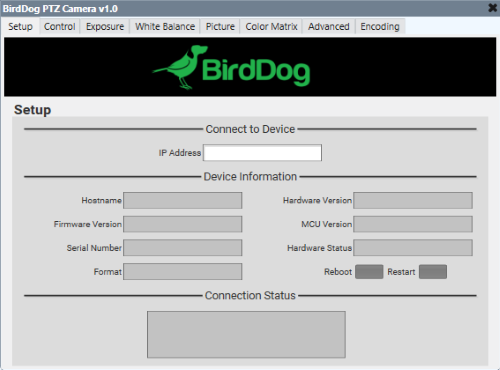 BirdDog PTZ Camera v1.0
Setup Control Exposure White Balance Picture Color Matrix Advanced Encoding
BirdDog
Setup
Connect to Device
IP Address
Device Information
Hostname Hardware Version
Firmware Version MCU Version
Serial Number Hardware Status
Format Reboot Restart
Connection Status